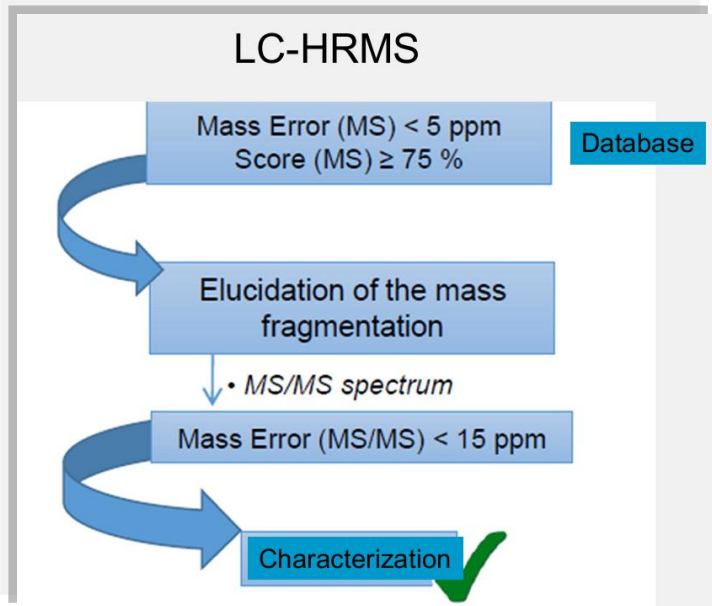 LC-HRMS
Mass Error (MS) < 5 ppm
Score (MS) ≥ 75 %
Database
Elucidation of the mass
fragmentation
• MS/MS spectrum
Mass Error (MS/MS) < 15 ppm
Characterization